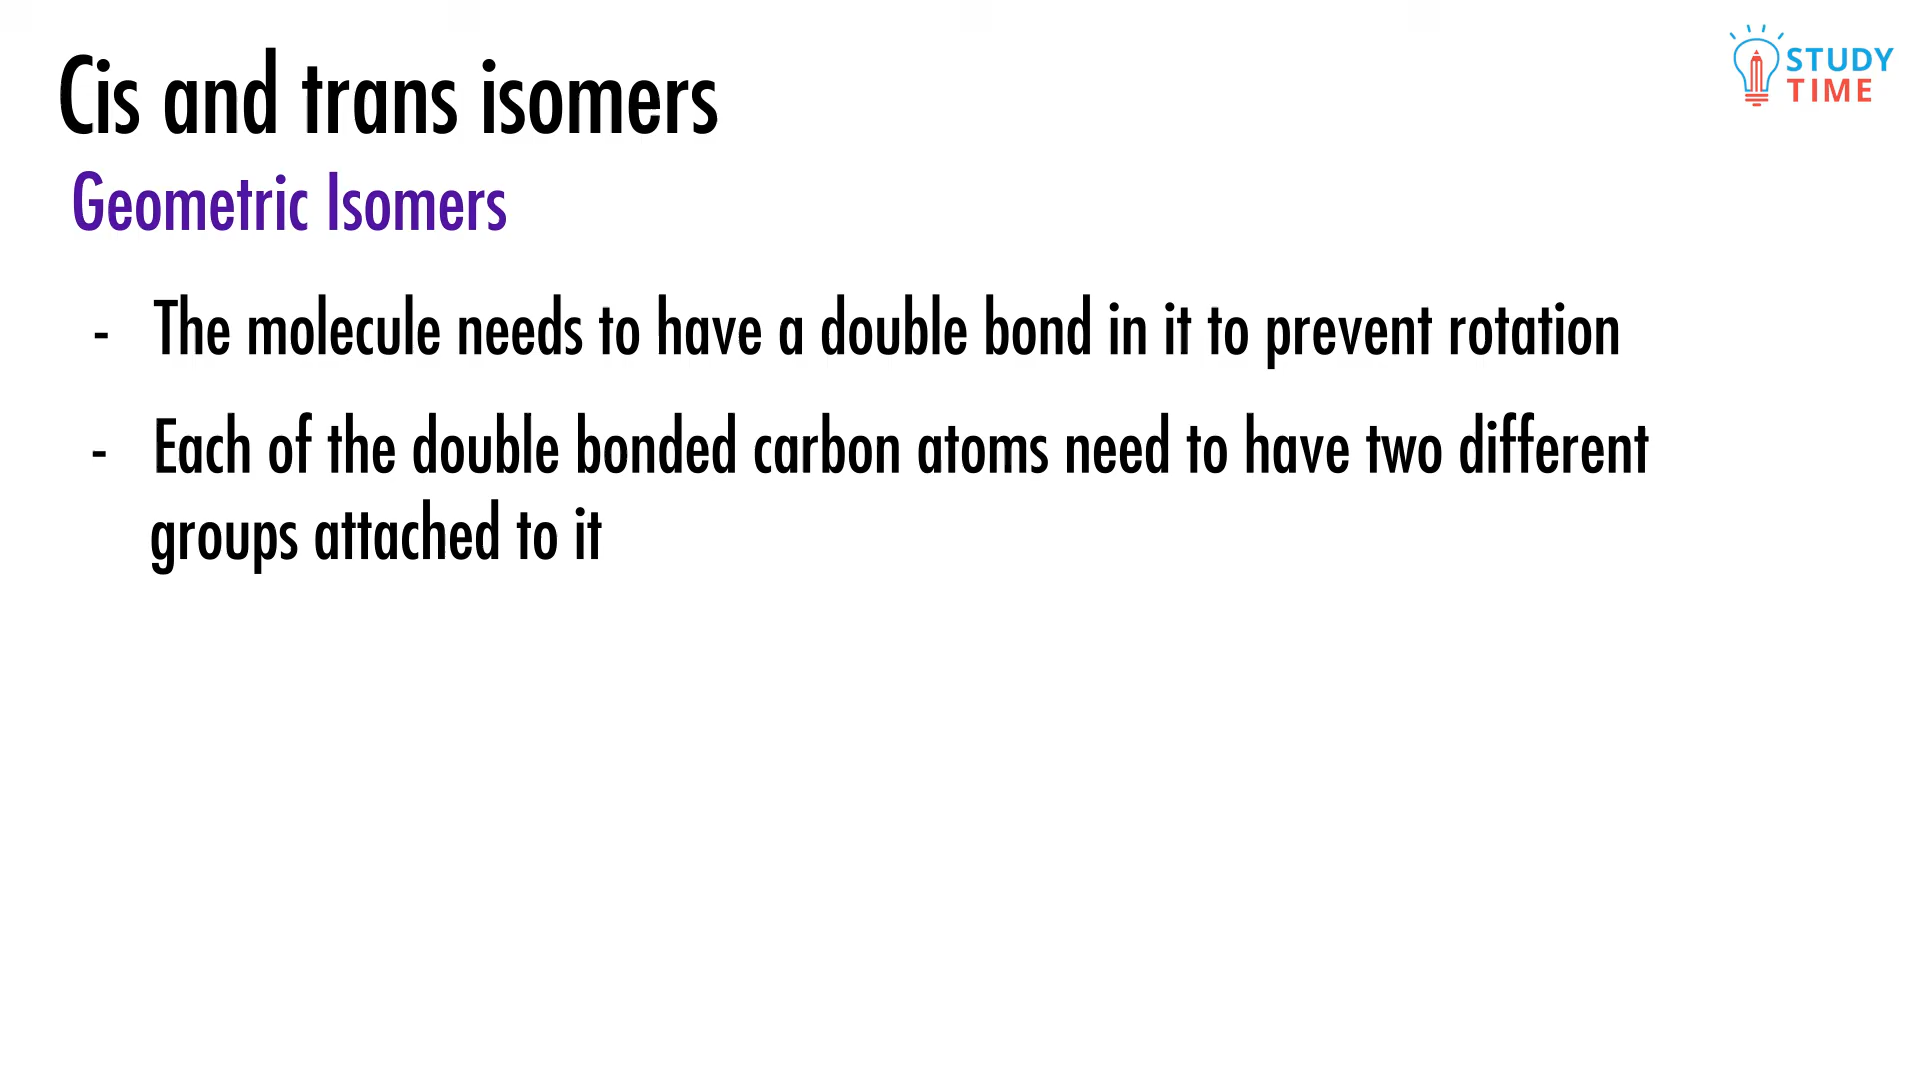 Cis and trans isomers
STUDY
TIME
Geometric Isomers
- The molecule needs to have a double bond in it to prevent rotation
- Each of the double bonded carbon atoms need to have two different
groups attached to it